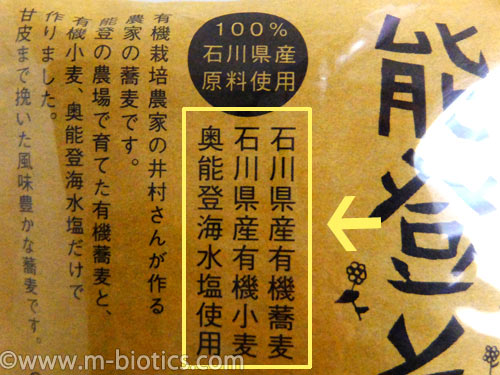 能登
100%
石川県産
原料使用
石川県産有機蕎麦
石川県産有機小麦
奥能登海水塩使用
有機栽培農家の井村さんが作る
農家の蕎麦です。
能登の農場で育てた有機蕎麦と、
有機小麦、奥能登海水塩だけで
作りました。
甘皮まで挽いた風味豊かな蕎麦です。
©www.m-biotics.com